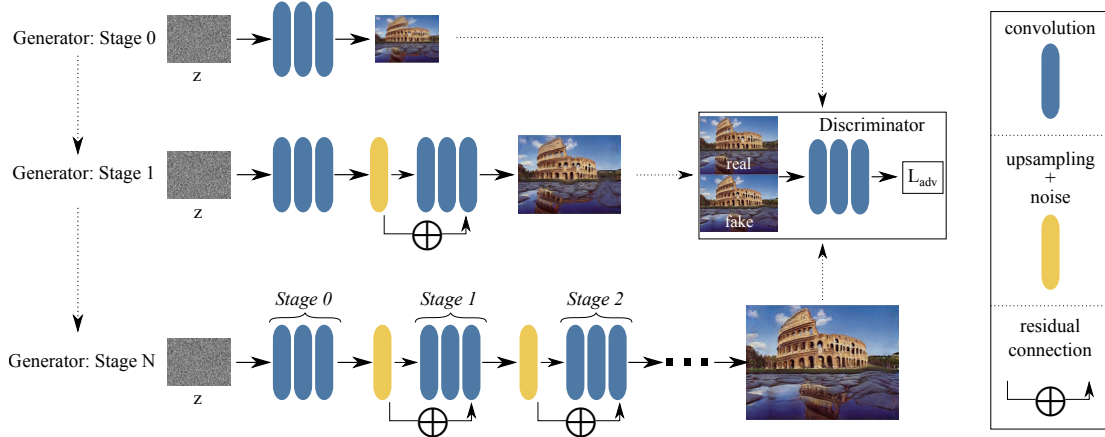 Generator: Stage 0
z
Generator: Stage 1
z
real
fake
Discriminator
L_adv
Stage 0
Stage 1
Stage 2
Generator: Stage N
z
convolution
upsampling
+
noise
residual
connection